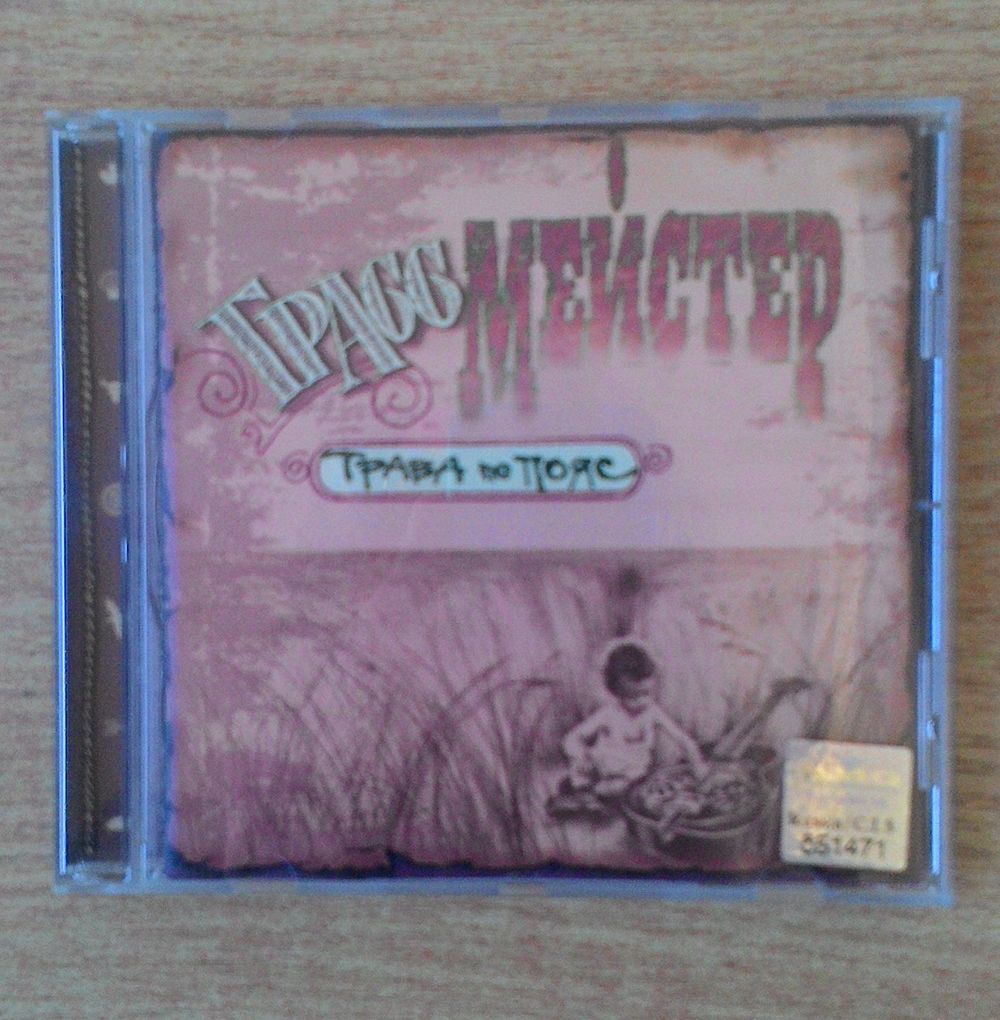 ГРАСС МЕЙСТЕР
ТРАВА по ПОЯС
C.I.S.
051471